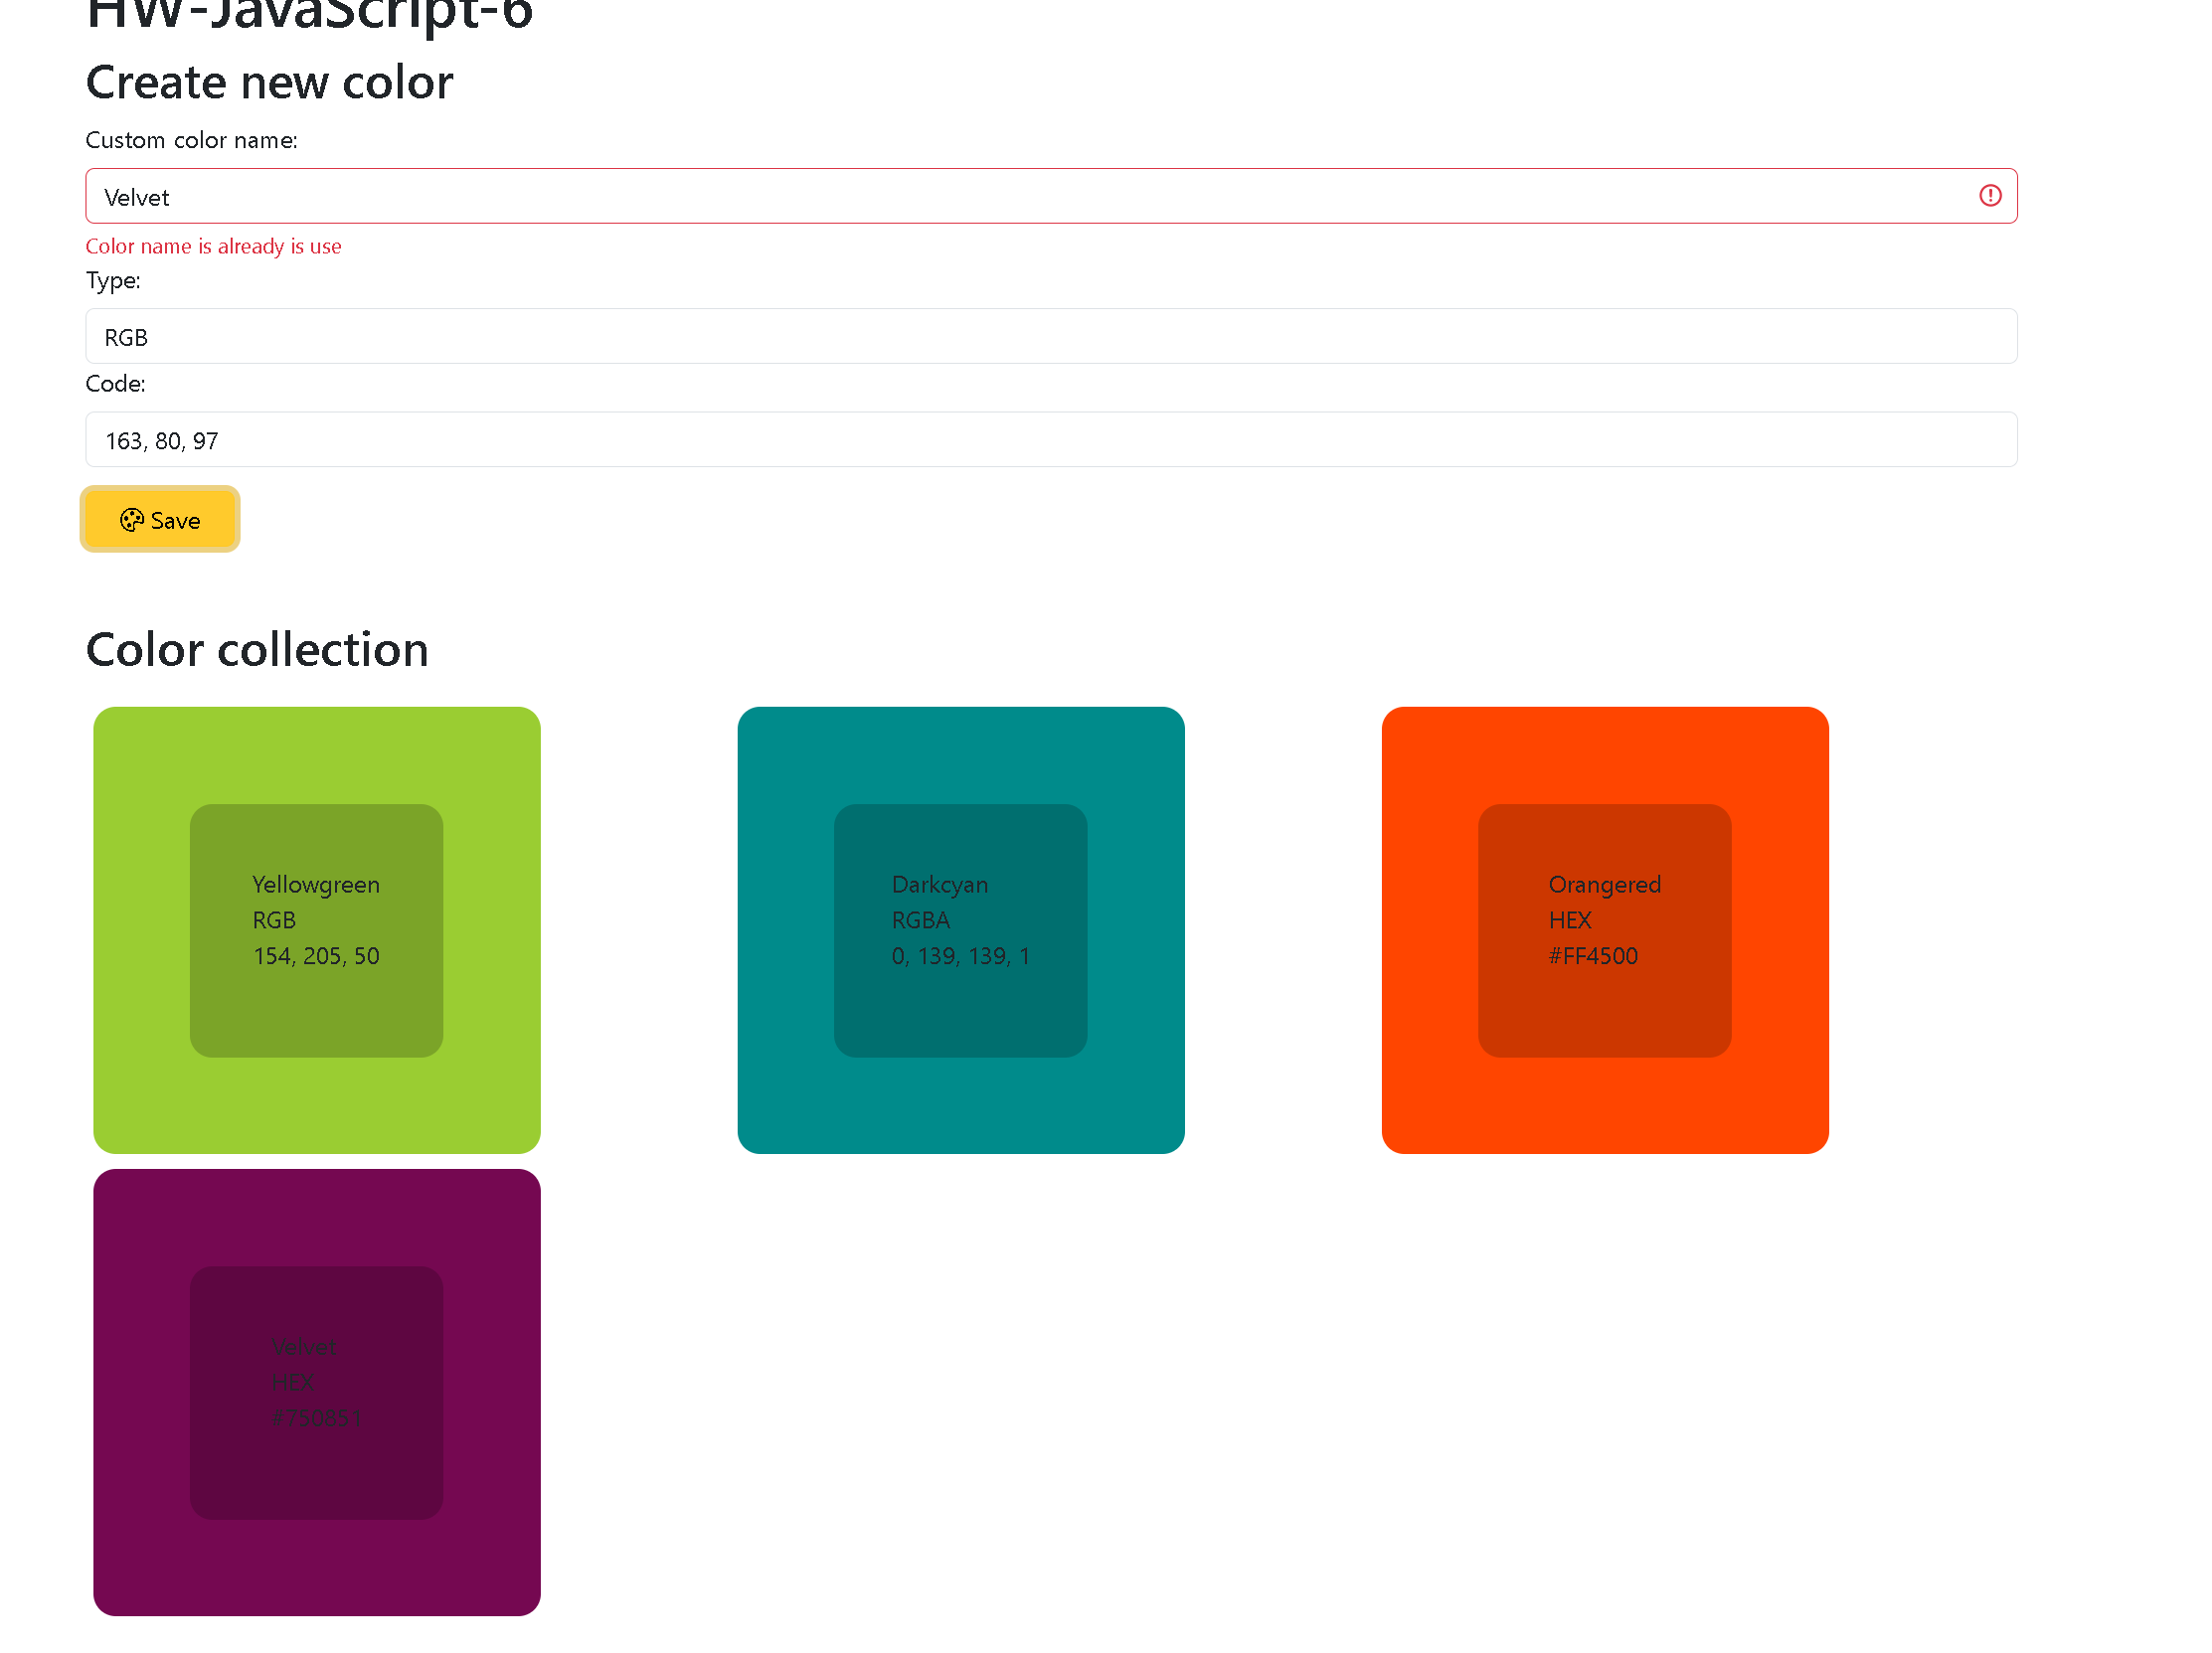 HW-JavaScript-6
Create new color
Custom color name:
Velvet
Color name is already is use
Type:
RGB
Code:
163, 80, 97
Save
Color collection
Yellowgreen
RGB
154, 205, 50
Darkcyan
RGBA
0, 139, 139, 1
Orangered
HEX
#FF4500
Velvet
HEX
#750851